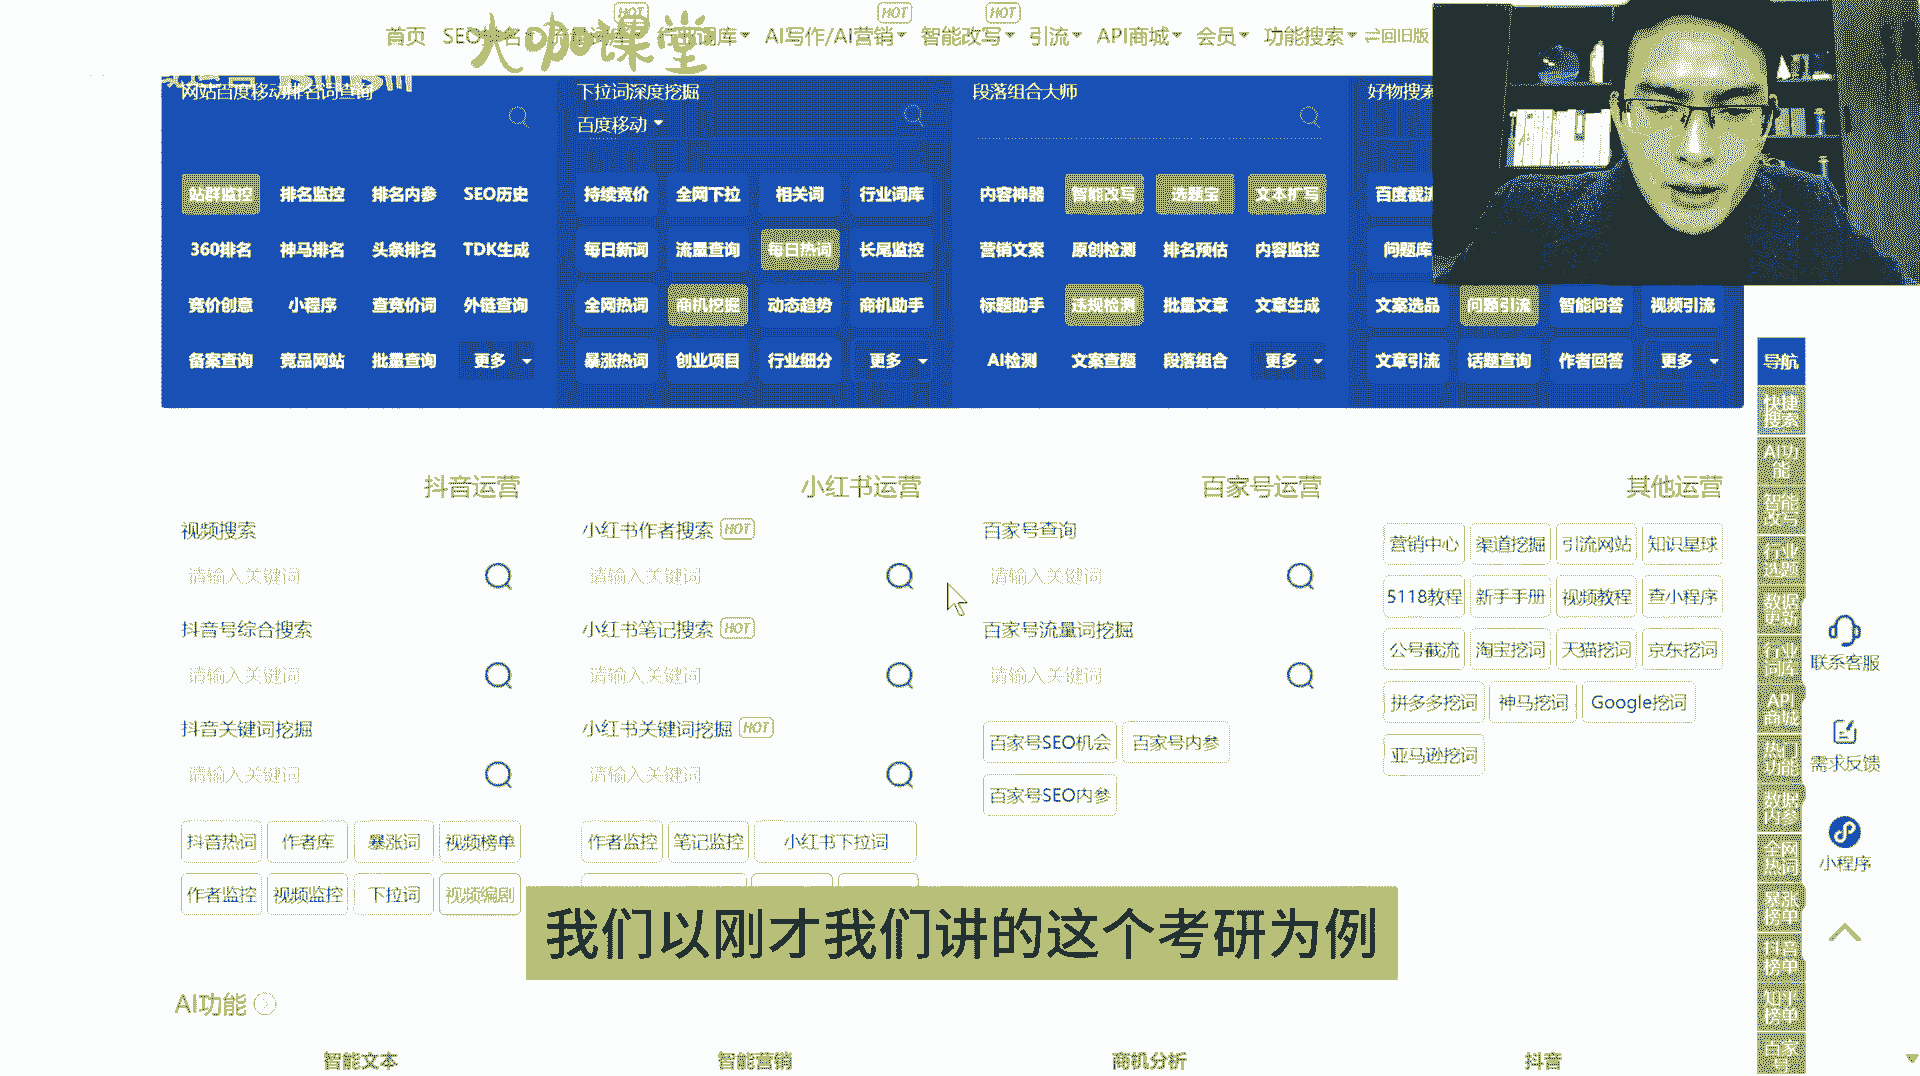 HOT HOT HOT
首页 AI写作/AI营销 智能改写 引流 API商城 会员 功能搜索 回旧版
大咖课堂
网站百度移动排名词查询 下拉词深度挖掘 段落组合大师 好物搜索
百度移动
站群监控 排名监控 排名内参 SEO历史 持续竞价 全网下拉 相关词 行业词库 内容神器 智能改写 选题宝 文本扩写 百度截流
360排名 神马排名 头条排名 TDK生成 每日新词 流量查询 每日热词 长尾监控 营销文案 原创检测 排名预估 内容监控 问题库
竞价创意 小程序 查竞价词 外链查询 全网热词 商机挖掘 动态趋势 商机助手 标题助手 违规检测 批量文章 文章生成 文案选品 问题引流 智能问答 视频引流
备案查询 竞品网站 批量查询 更多 暴涨热词 创业项目 行业细分 更多 AI检测 文案查题 段落组合 更多 文章引流 话题查询 作者回答 更多
抖音运营
视频搜索
请输入关键词
抖音号综合搜索
请输入关键词
抖音关键词挖掘
请输入关键词
抖音热词 作者库 暴涨词 视频榜单
作者监控 视频监控 下拉词 视频编剧
小红书运营
小红书作者搜索 HOT
请输入关键词
小红书笔记搜索 HOT
请输入关键词
小红书关键词挖掘 HOT
请输入关键词
作者监控 笔记监控 小红书下拉词
百家号运营
百家号查询
请输入关键词
百家号流量词挖掘
请输入关键词
百家号SEO机会 百家号内参
百家号SEO内参
其他运营
营销中心 渠道挖掘 引流网站 知识星球
5118教程 新手手册 视频教程 查小程序
公号截流 淘宝挖词 天猫挖词 京东挖词
拼多多挖词 神马挖词 Google挖词
亚马逊挖词
导航
快捷搜索
AI功能
智能改写
行业选题
数据更新
行业词库
API商城
热门功能
数据内参
全网热词
暴涨榜单
抖音榜单
知乎榜单
百家号
联系客服
需求反馈
小程序
我们以刚才我们讲的这个考研为例
AI功能
智能文本 智能营销 商机分析 抖音